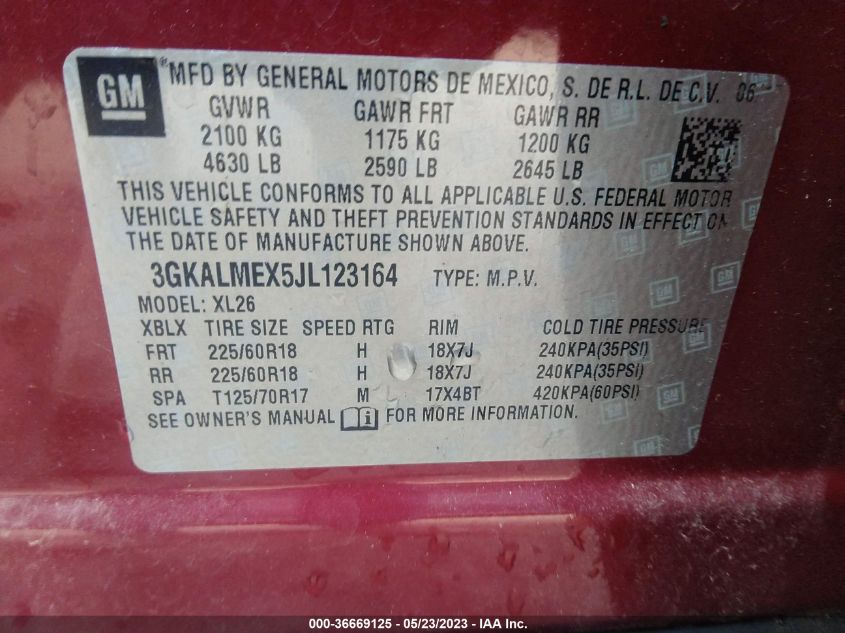 GM
® MFD BY GENERAL MOTORS DE MEXICO, S. DE R.L. DE C.V. 06
GVWR GAWR FRT GAWR RR
2100 KG 1175 KG 1200 KG
4630 LB 2590 LB 2645 LB
THIS VEHICLE CONFORMS TO ALL APPLICABLE U.S. FEDERAL MOTOR
VEHICLE SAFETY AND THEFT PREVENTION STANDARDS IN EFFECT ON
THE DATE OF MANUFACTURE SHOWN ABOVE.
3GKALMEX5JL123164 TYPE: M.P.V.
MODEL: XL26
XBLX TIRE SIZE SPEED RTG RIM COLD TIRE PRESSURE
FRT 225/60R18 H 18X7J 240KPA(35PSI)
RR 225/60R18 H 18X7J 240KPA(35PSI)
SPA T125/70R17 M 17X4BT 420KPA(60PSI)
SEE OWNER'S MANUAL FOR MORE INFORMATION.
000-36669125 - 05/23/2023 - IAA Inc.